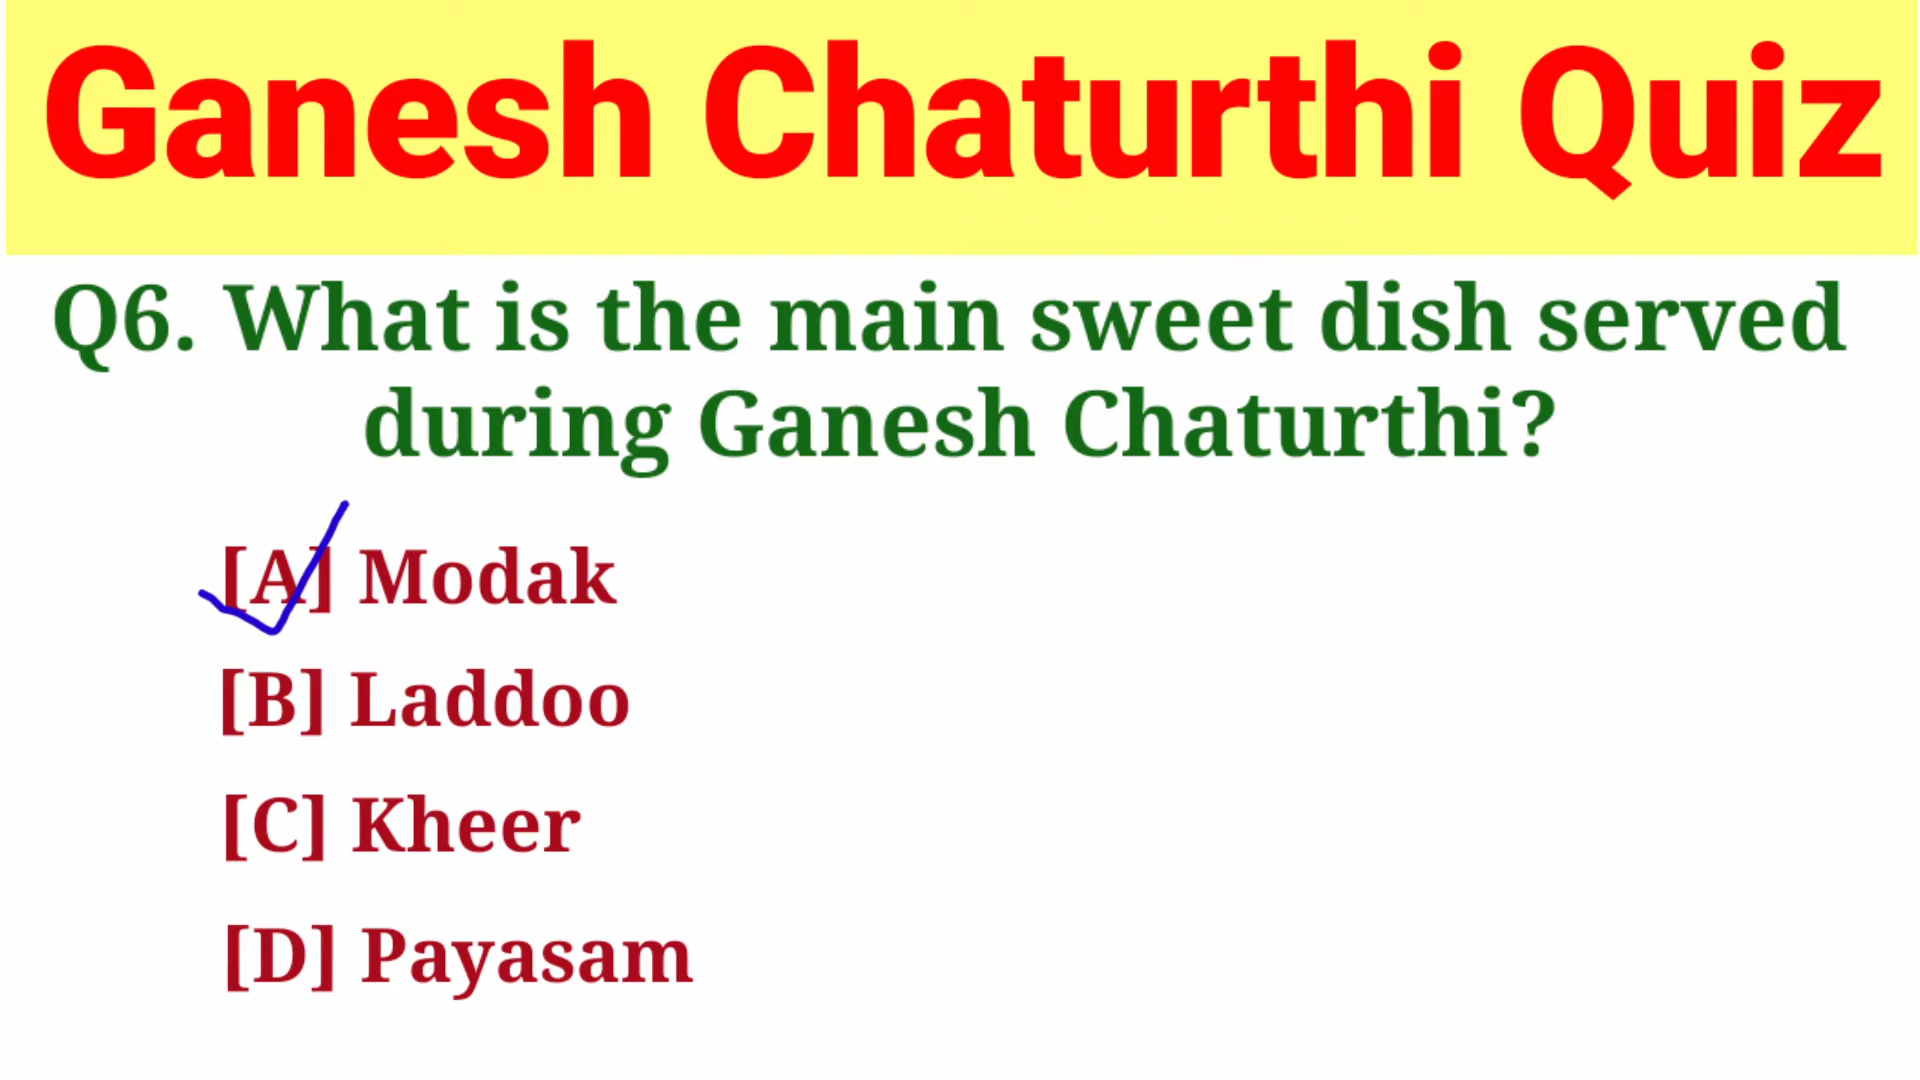 Ganesh Chaturthi Quiz
Q6. What is the main sweet dish served
during Ganesh Chaturthi?
[A] Modak
[B] Laddoo
[C] Kheer
[D] Payasam